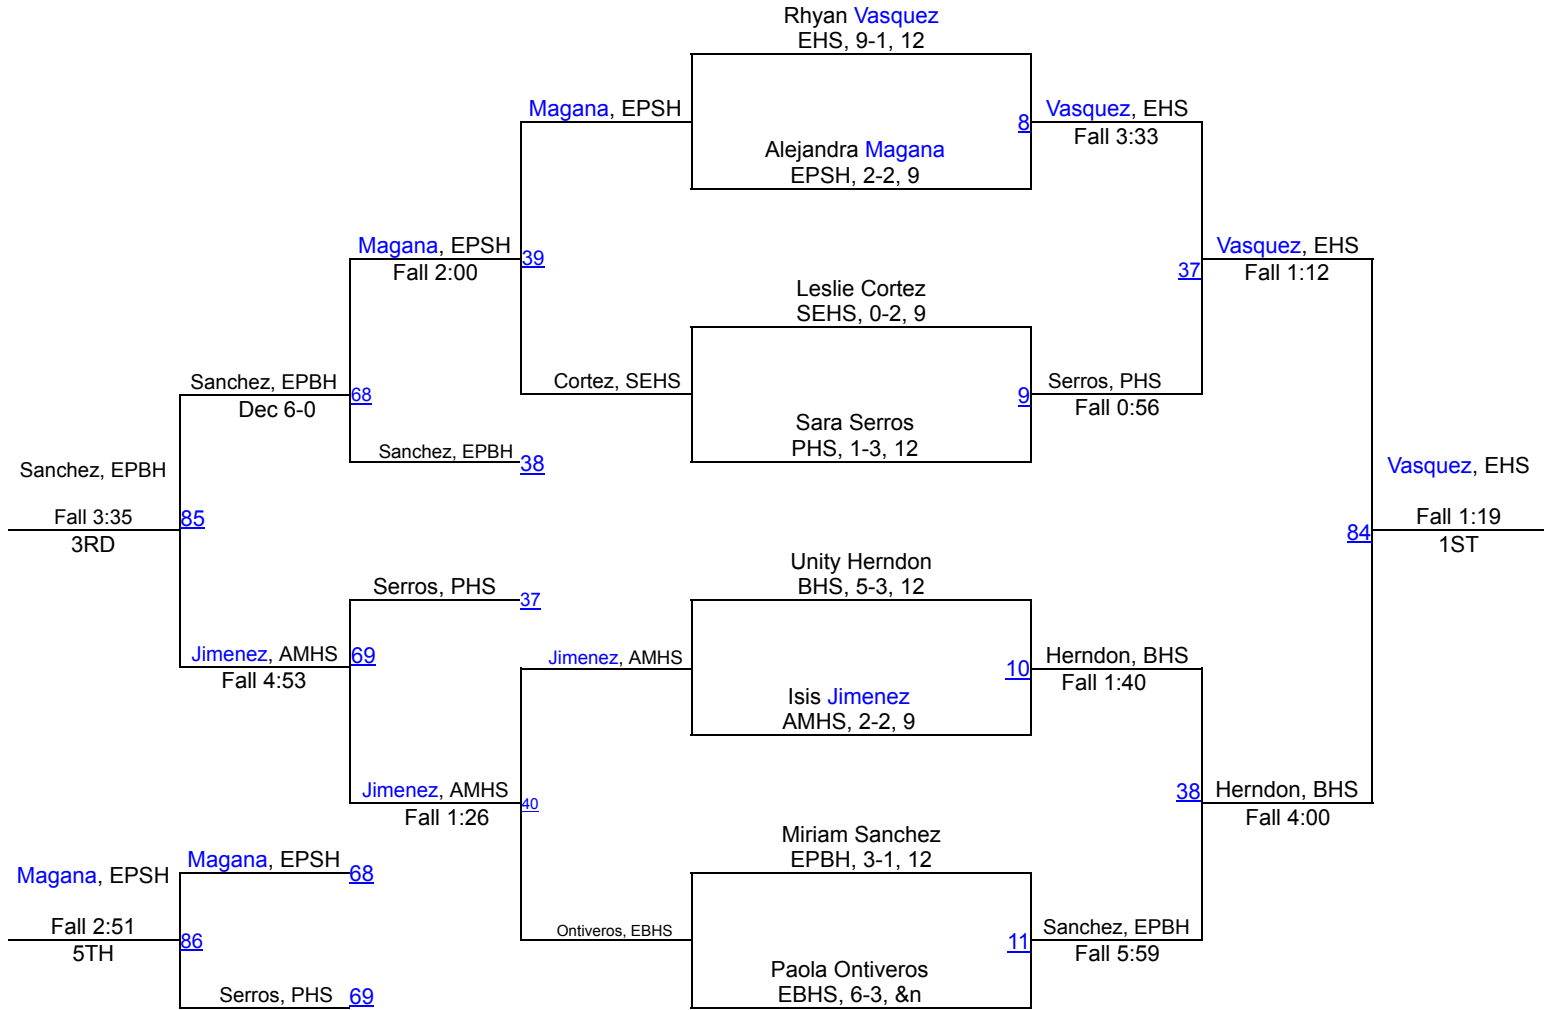 Rhyan Vasquez
EHS, 9-1, 12
Magana, EPSH
8
Vasquez, EHS
Fall 3:33
Alejandra Magana
EPSH, 2-2, 9
Magana, EPSH
Fall 2:00
39
37
Vasquez, EHS
Fall 1:12
Leslie Cortez
SEHS, 0-2, 9
Sanchez, EPBH
Dec 6-0
68
Cortez, SEHS
9
Serros, PHS
Fall 0:56
Sara Serros
PHS, 1-3, 12
Sanchez, EPBH
38
Sanchez, EPBH
Fall 3:35
3RD
85
Vasquez, EHS
84
Fall 1:19
1ST
Unity Herndon
BHS, 5-3, 12
Serros, PHS
37
Jimenez, AMHS
Fall 4:53
69
Jimenez, AMHS
10
Herndon, BHS
Fall 1:40
Isis Jimenez
AMHS, 2-2, 9
Jimenez, AMHS
Fall 1:26
40
38
Herndon, BHS
Fall 4:00
Miriam Sanchez
EPBH, 3-1, 12
Magana, EPSH
68
Magana, EPSH
Fall 2:51
5TH
86
Ontiveros, EBHS
11
Sanchez, EPBH
Fall 5:59
Paola Ontiveros
EBHS, 6-3, &n
Serros, PHS
69